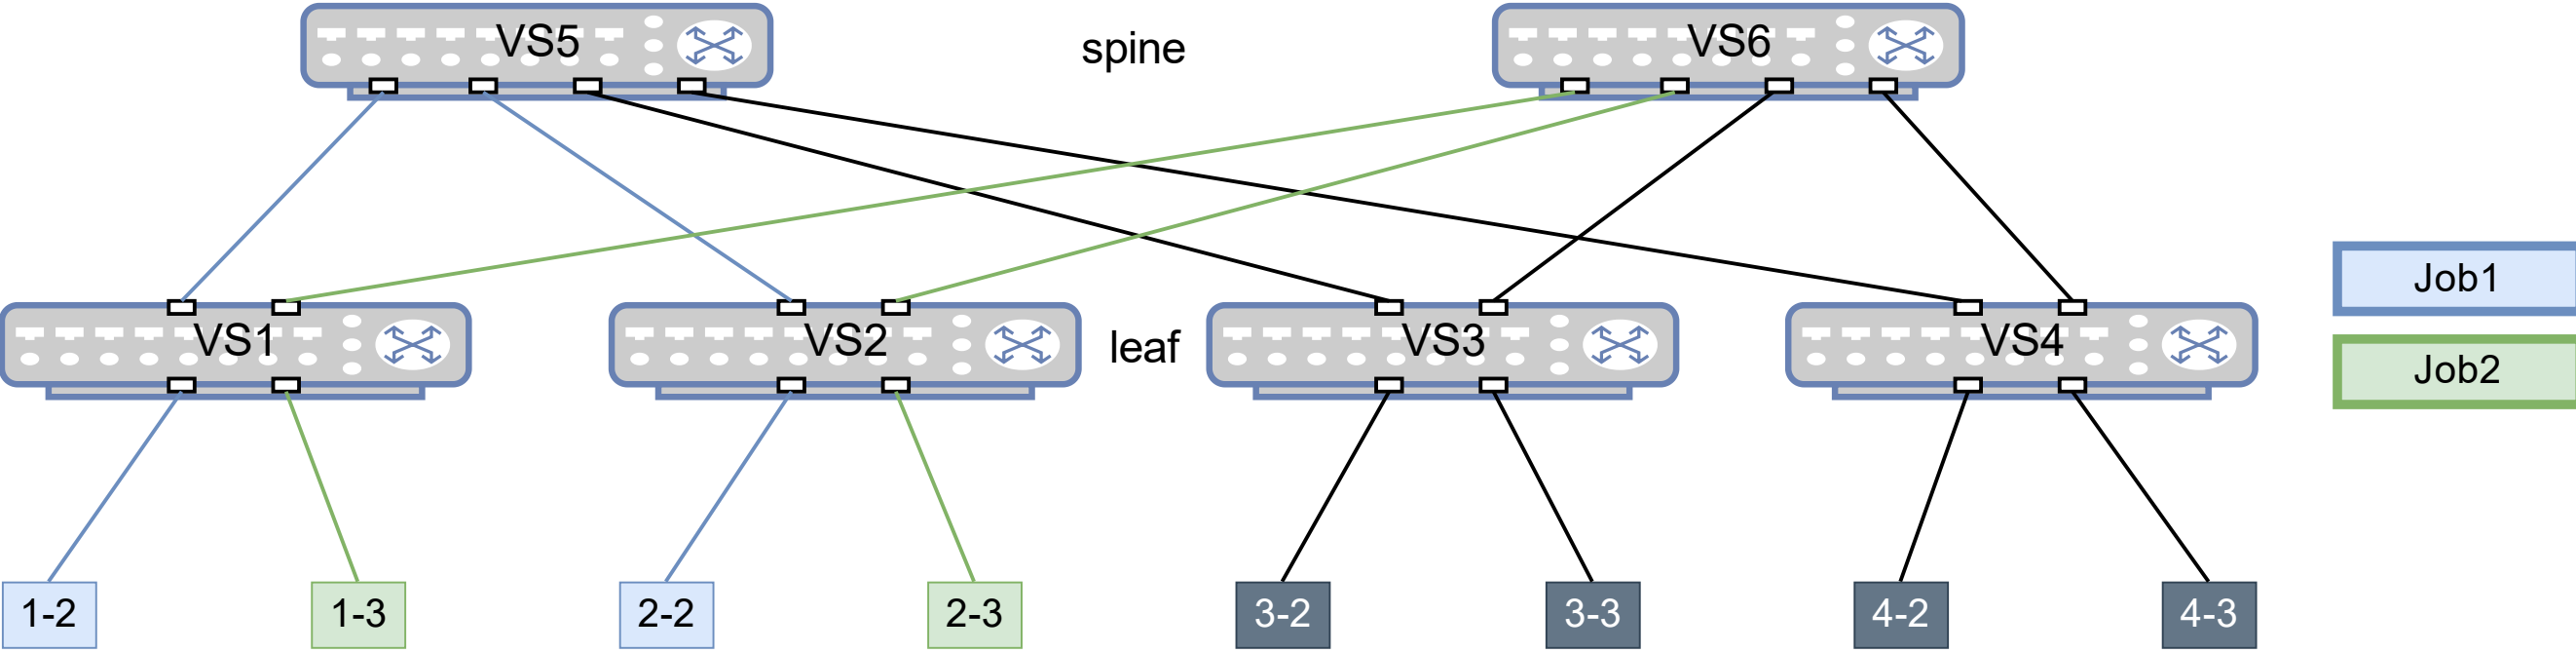 VS5
spine
VS6
Job1
Job2
VS1
VS2
leaf
VS3
VS4
1-2
1-3
2-2
2-3
3-2
3-3
4-2
4-3